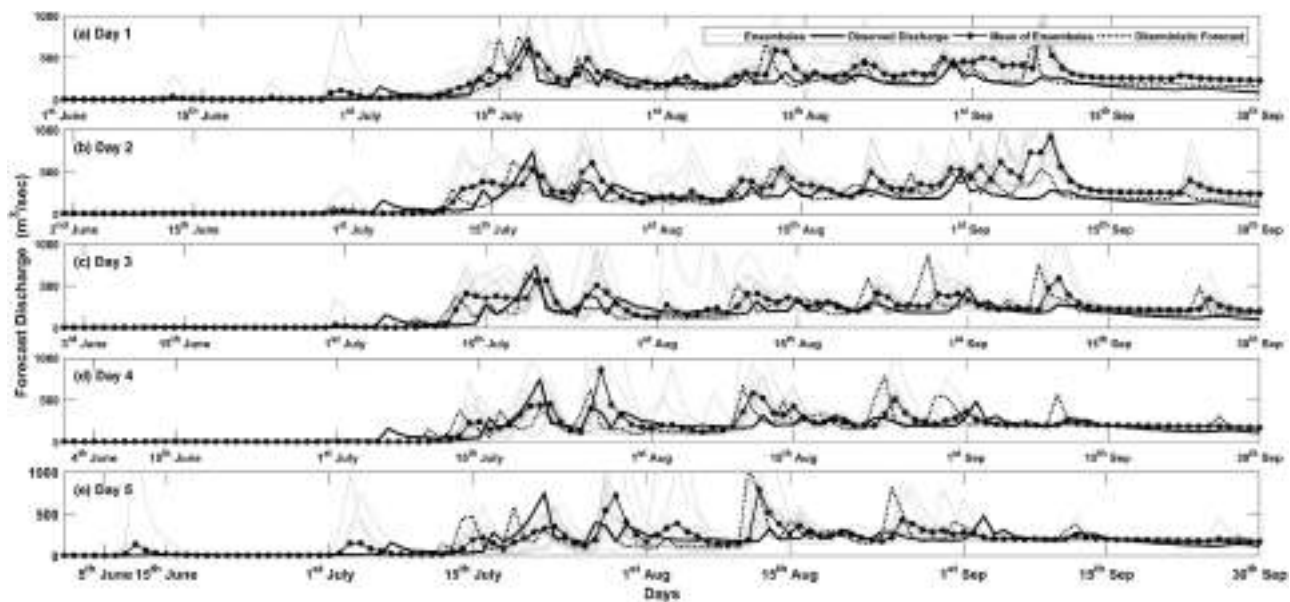 1000
(a) Day 1
Ensembles Observed Discharge Mean of Ensembles Deterministic Forecast
500
0
1st June 15th June 1st July 15th July 1st Aug 15th Aug 1st Sep 15th Sep 30th Sep
1000
(b) Day 2
500
0
2nd June 15th June 1st July 15th July 1st Aug 15th Aug 1st Sep 15th Sep 30th Sep
1000
(c) Day 3
500
0
3rd June 15th June 1st July 15th July 1st Aug 15th Aug 1st Sep 15th Sep 30th Sep
1000
(d) Day 4
500
0
4th June 15th June 1st July 15th July 1st Aug 15th Aug 1st Sep 15th Sep 30th Sep
1000
(e) Day 5
500
0
5th June 15th June 1st July 15th July 1st Aug 15th Aug 1st Sep 15th Sep 30th Sep
Days
Forecast Discharge (m3/sec)